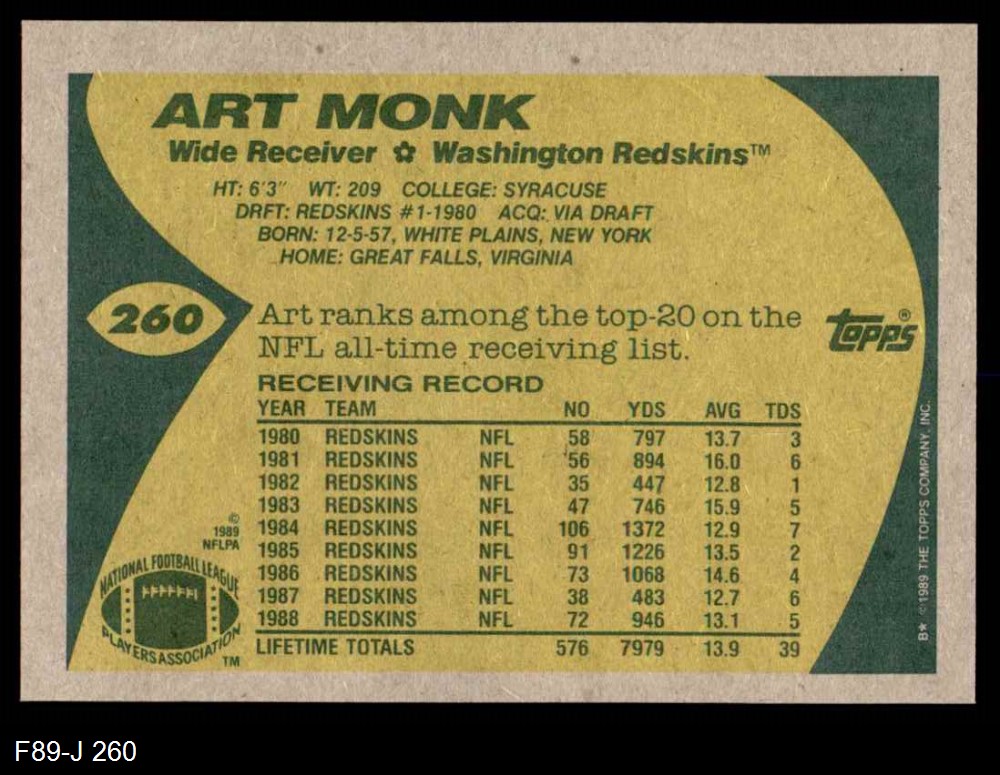 ART MONK
Wide Receiver ✿ Washington Redskins™
HT: 6'3" WT: 209 COLLEGE: SYRACUSE
DRFT: REDSKINS #1-1980 ACQ: VIA DRAFT
BORN: 12-5-57, WHITE PLAINS, NEW YORK
HOME: GREAT FALLS, VIRGINIA
260
Art ranks among the top-20 on the
NFL all-time receiving list.
TOPPS®
RECEIVING RECORD
YEAR TEAM NO YDS AVG TDS
1980 REDSKINS NFL 58 797 13.7 3
1981 REDSKINS NFL 56 894 16.0 6
1982 REDSKINS NFL 35 447 12.8 1
1983 REDSKINS NFL 47 746 15.9 5
1984 REDSKINS NFL 106 1372 12.9 7
1985 REDSKINS NFL 91 1226 13.5 2
1986 REDSKINS NFL 73 1068 14.6 4
1987 REDSKINS NFL 38 483 12.7 6
1988 REDSKINS NFL 72 946 13.1 5
LIFETIME TOTALS 576 7979 13.9 39
©
1989
NFLPA
NATIONAL FOOTBALL LEAGUE
PLAYERS ASSOCIATION
TM
B* ©1989 THE TOPPS COMPANY, INC.
F89-J 260